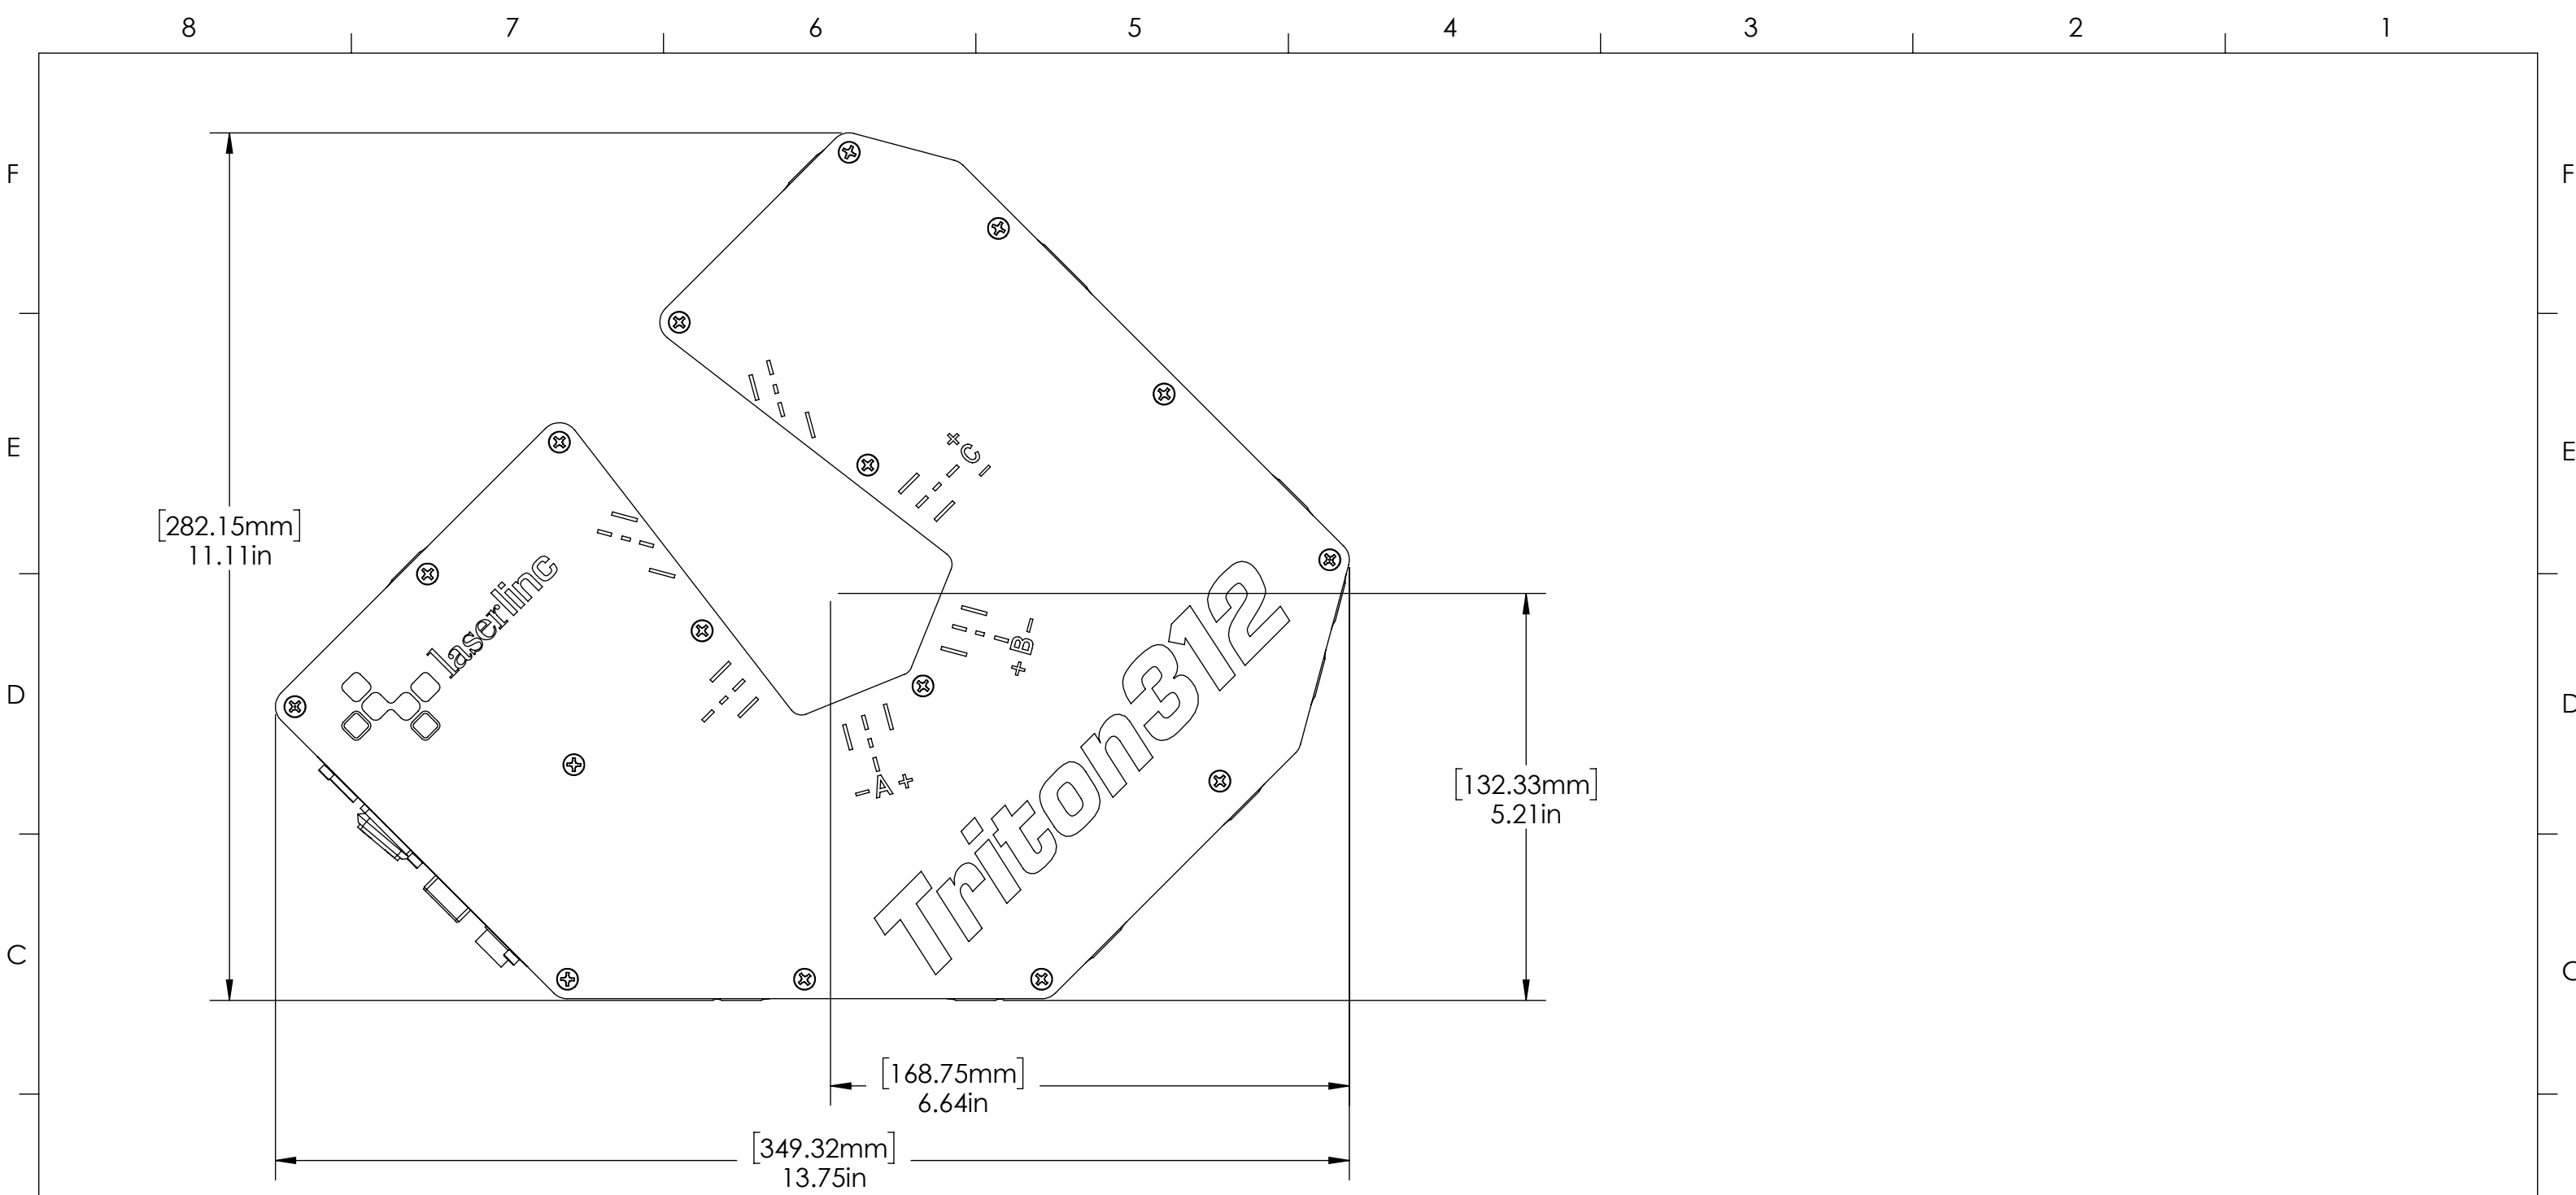 8 7 6 5 4 3 2 1
F F
+C-
E E
[282.15mm]
11.11in
laserlinc
+B-
Triton312
D D
-A+
[132.33mm]
5.21in
C C
[168.75mm]
6.64in
[349.32mm]
13.75in